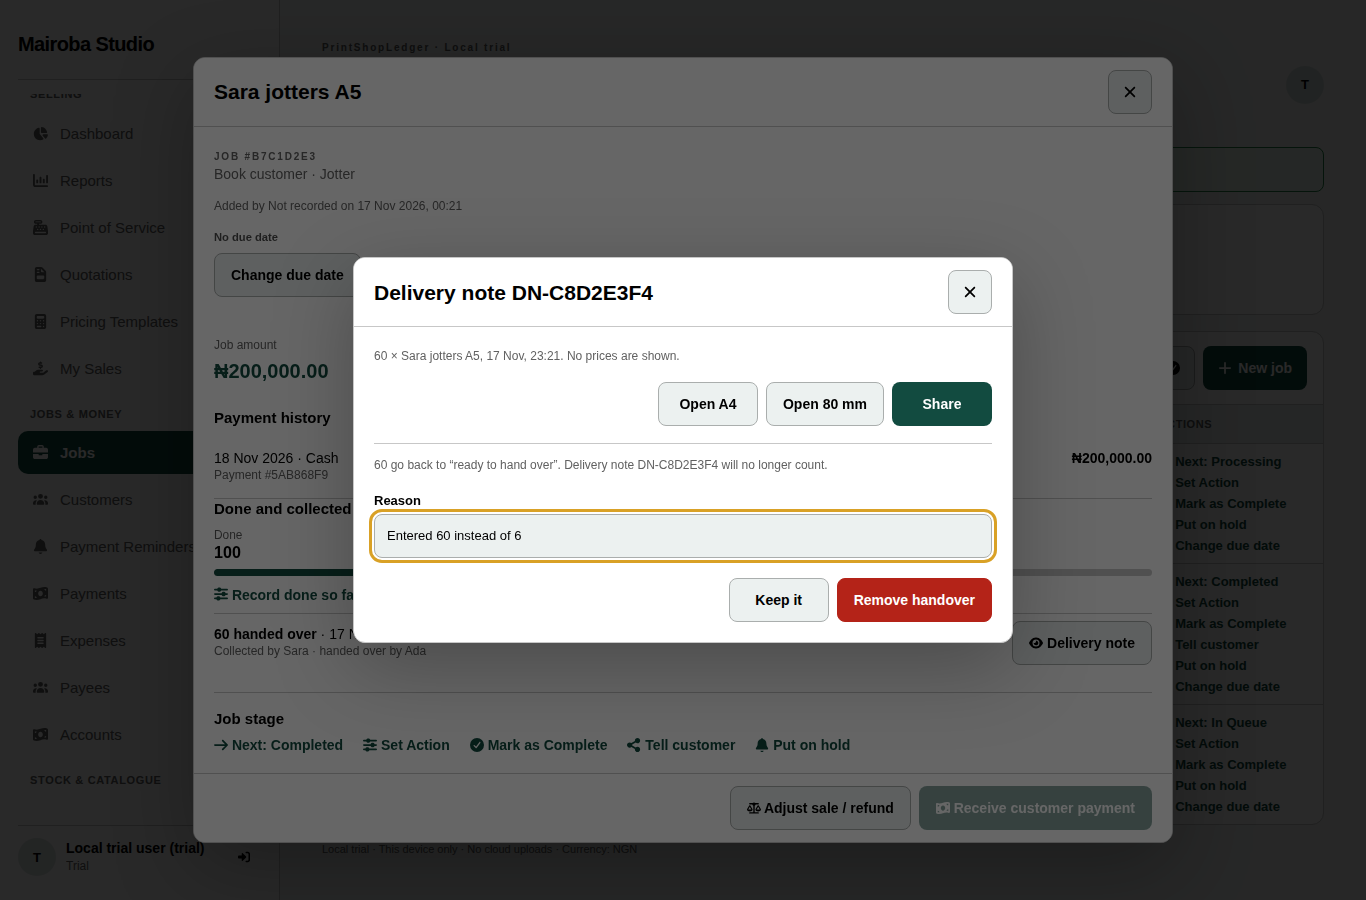 Mairoba Studio
SELLING
Dashboard
Reports
Point of Service
Quotations
Pricing Templates
My Sales
JOBS & MONEY
Jobs
Customers
Payment Reminders
Payments
Expenses
Payees
Accounts
STOCK & CATALOGUE
T
Local trial user (trial)
Trial
PrintShopLedger · Local trial
T
Sara jotters A5
JOB #B7C1D2E3
Book customer · Jotter
Added by Not recorded on 17 Nov 2026, 00:21
No due date
Change due date
Job amount
₦200,000.00
Payment history
18 Nov 2026 · Cash
₦200,000.00
Payment #5AB868F9
Done and collected
Done
100
Record done so fa
60 handed over · 17 N
Collected by Sara · handed over by Ada
Delivery note
Job stage
Next: Completed
Set Action
Mark as Complete
Tell customer
Put on hold
Adjust sale / refund
Receive customer payment
Delivery note DN-C8D2E3F4
60 × Sara jotters A5, 17 Nov, 23:21. No prices are shown.
Open A4
Open 80 mm
Share
60 go back to “ready to hand over”. Delivery note DN-C8D2E3F4 will no longer count.
Reason
Entered 60 instead of 6
Keep it
Remove handover
New job
TIONS
Next: Processing
Set Action
Mark as Complete
Put on hold
Change due date
Next: Completed
Set Action
Mark as Complete
Tell customer
Put on hold
Change due date
Next: In Queue
Set Action
Mark as Complete
Put on hold
Change due date
Local trial · This device only · No cloud uploads · Currency: NGN